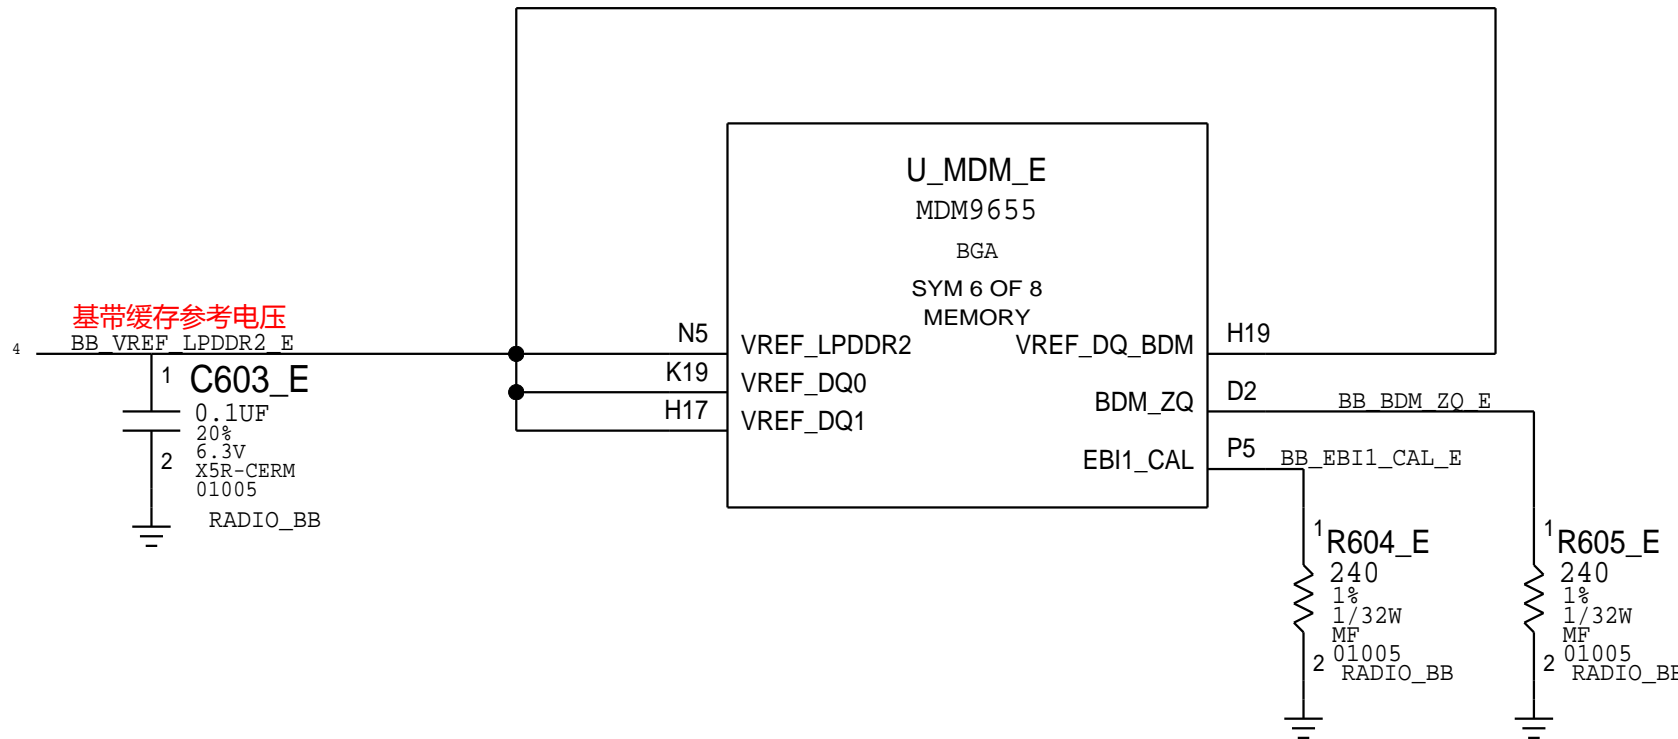 U_MDM_E
MDM9655
BGA
SYM 6 OF 8
MEMORY
基带缓存参考电压
BB_VREF_LPDDR2_E
4
N5
VREF_LPDDR2
K19
VREF_DQ0
H17
VREF_DQ1
VREF_DQ_BDM
H19
BDM_ZQ
D2
BB_BDM_ZQ_E
EBI1_CAL
P5
BB_EBI1_CAL_E
1
C603_E
0.1UF
20%
6.3V
2
X5R-CERM
01005
RADIO_BB
1
R604_E
240
1%
1/32W
MF
01005
2
RADIO_BB
1
R605_E
240
1%
1/32W
MF
01005
2
RADIO_BB